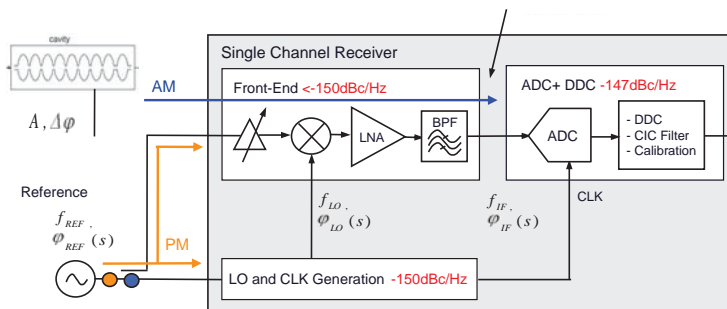 cavity
Single Channel Receiver
AM
Front-End <-150dBc/Hz
ADC+ DDC -147dBc/Hz
A, Δφ
LNA
BPF
ADC
- DDC
- CIC Filter
- Calibration
Reference
f_REF ,
φ_REF (s)
PM
f_LO ,
φ_LO (s)
f_IF ,
φ_IF (s)
CLK
LO and CLK Generation -150dBc/Hz